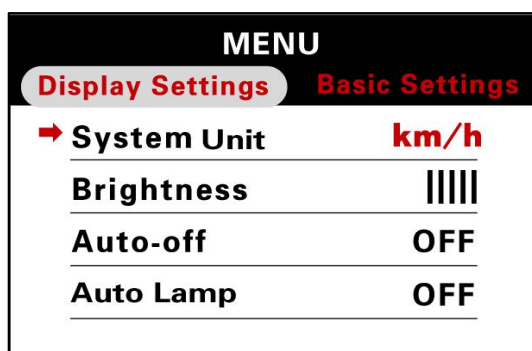 MENU
Display Settings Basic Settings
System Unit km/h
Brightness
Auto-off OFF
Auto Lamp OFF